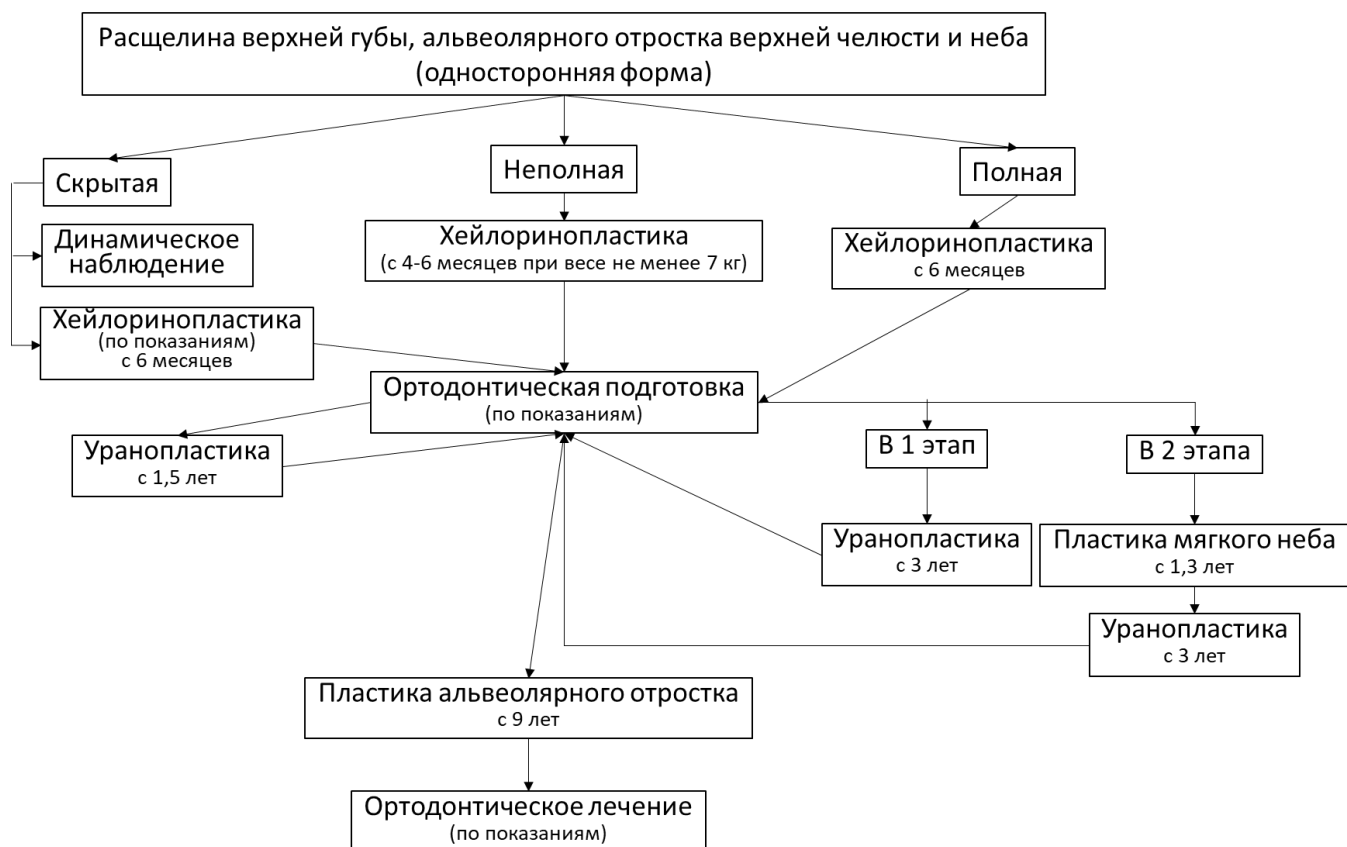 Расщелина верхней губы, альвеолярного отростка верхней челюсти и неба
(односторонняя форма)
Скрытая
Неполная
Полная
Динамическое
наблюдение
Хейлоринопластика
(с 4-6 месяцев при весе не менее 7 кг)
Хейлоринопластика
с 6 месяцев
Хейлоринопластика
(по показаниям)
с 6 месяцев
Ортодонтическая подготовка
(по показаниям)
Уранопластика
с 1,5 лет
В 1 этап
В 2 этапа
Уранопластика
с 3 лет
Пластика мягкого неба
с 1,3 лет
Уранопластика
с 3 лет
Пластика альвеолярного отростка
с 9 лет
Ортодонтическое лечение
(по показаниям)